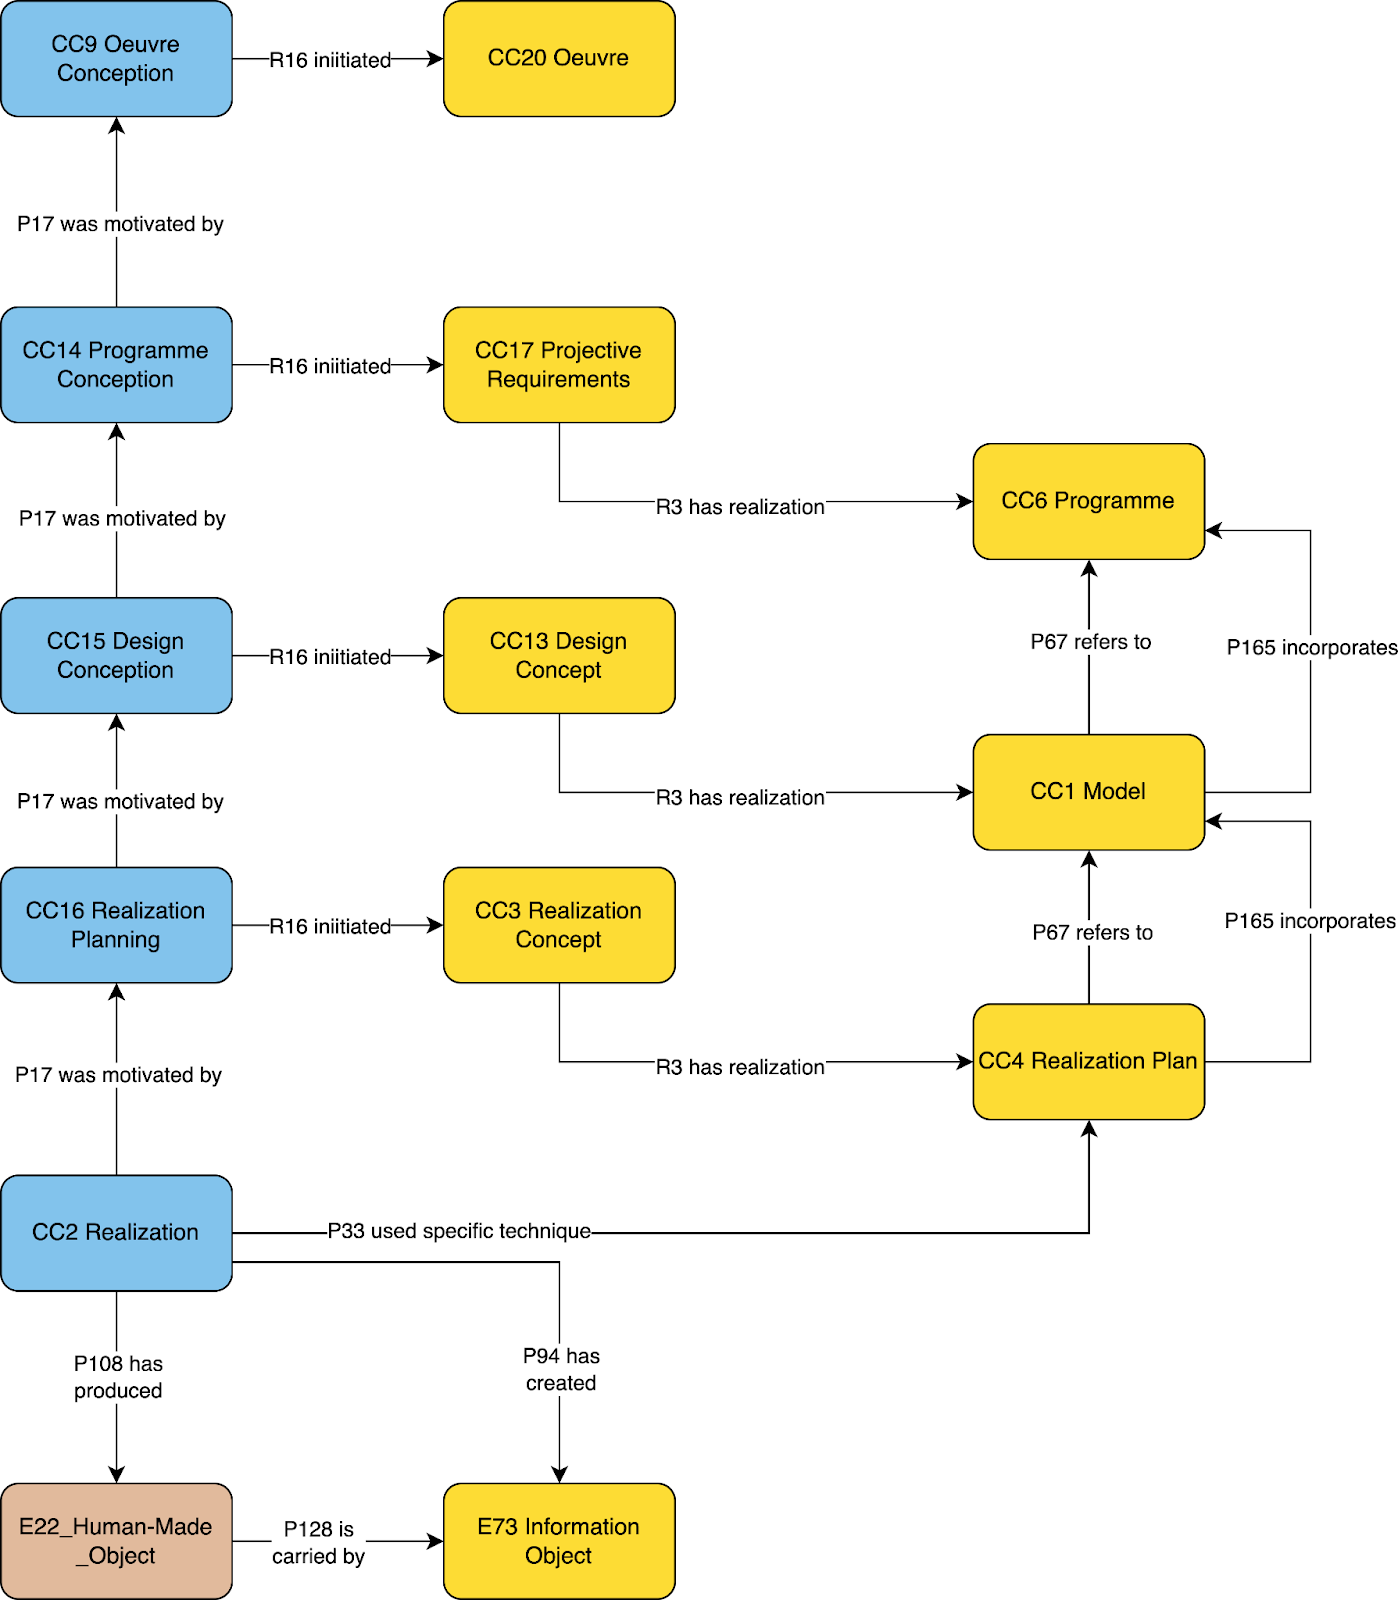 CC9 Oeuvre
Conception
R16 iniitiated
CC20 Oeuvre
P17 was motivated by
CC14 Programme
Conception
R16 iniitiated
CC17 Projective
Requirements
R3 has realization
CC6 Programme
P17 was motivated by
CC15 Design
Conception
R16 iniitiated
CC13 Design
Concept
P67 refers to
P165 incorporates
R3 has realization
CC1 Model
P17 was motivated by
CC16 Realization
Planning
R16 iniitiated
CC3 Realization
Concept
P67 refers to
P165 incorporates
R3 has realization
CC4 Realization Plan
P17 was motivated by
CC2 Realization
P33 used specific technique
P108 has
produced
P94 has
created
E22_Human-Made
_Object
P128 is
carried by
E73 Information
Object